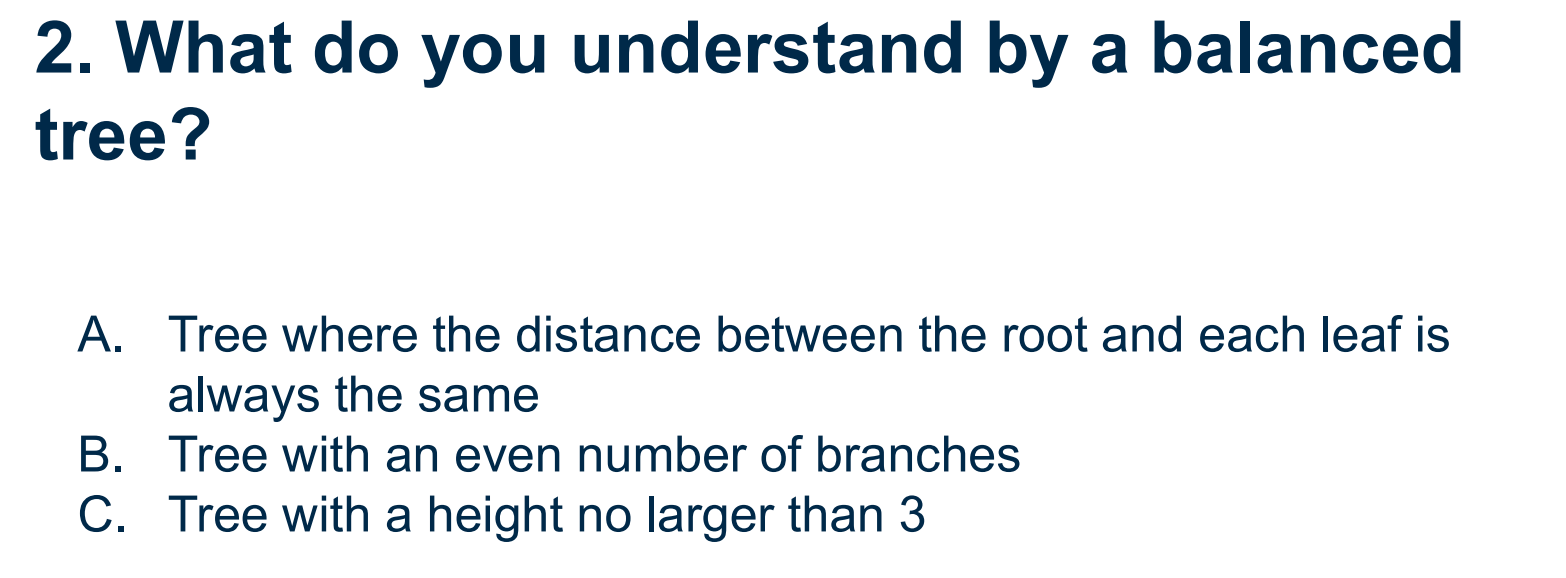 2. What do you understand by a balanced
tree?
A. Tree where the distance between the root and each leaf is
always the same
B. Tree with an even number of branches
C. Tree with a height no larger than 3